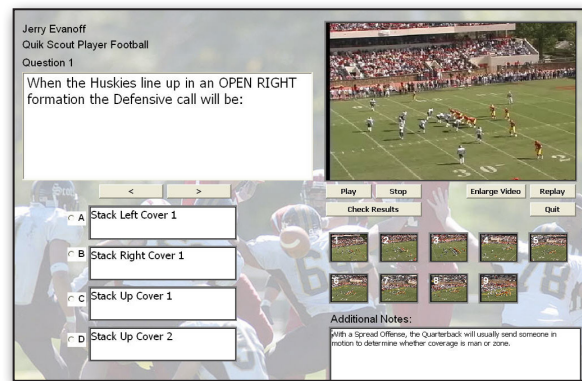 Jerry Evanoff
Quik Scout Player Football
Question 1
When the Huskies line up in an OPEN RIGHT
formation the Defensive call will be:
< >
A Stack Left Cover 1
B Stack Right Cover 1
C Stack Up Cover 1
D Stack Up Cover 2
Play Stop Enlarge Video Replay
Check Results Quit
2 3 4 5
6 7 8 9
Additional Notes:
With a Spread Offense, the Quarterback will usually send someone in
motion to determine whether coverage is man or zone.